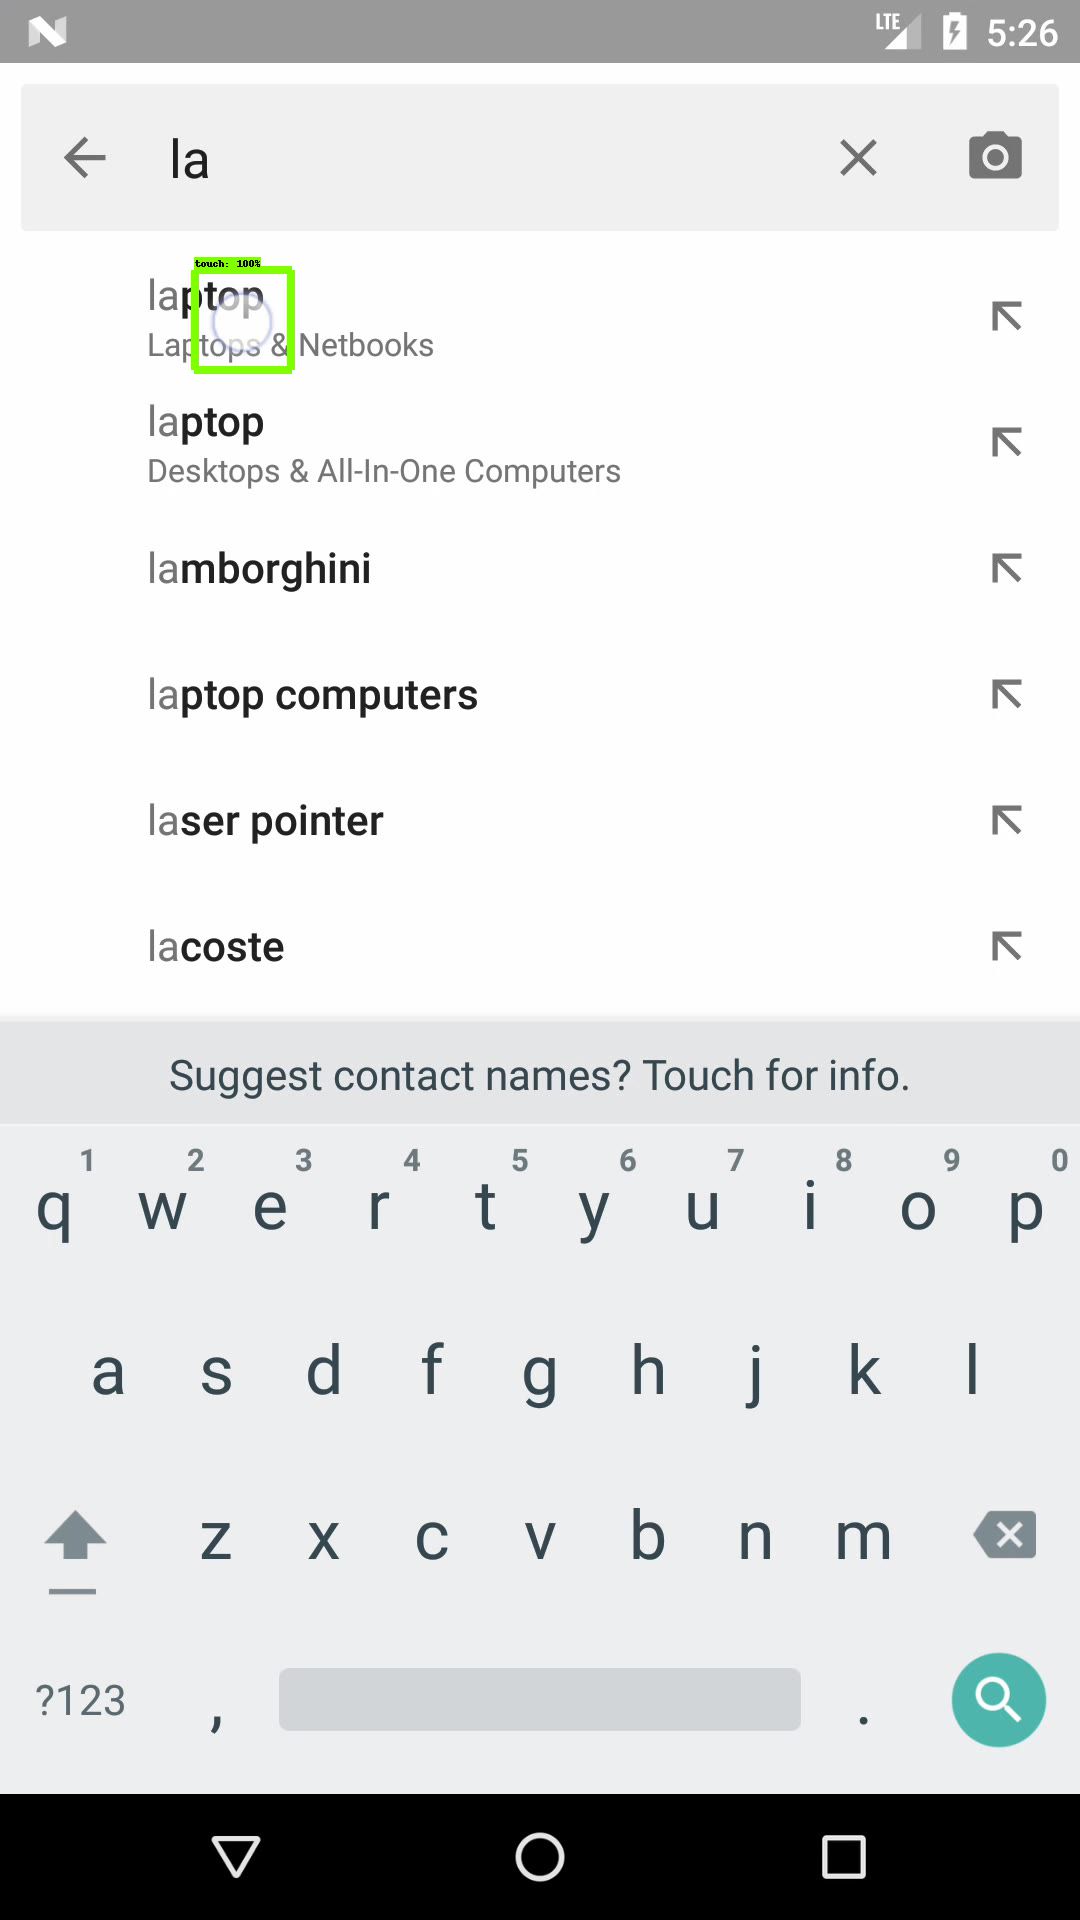 LTE 5:26
la
touch: 100%
laptop
Laptops & Netbooks
laptop
Desktops & All-In-One Computers
lamborghini
laptop computers
laser pointer
lacoste
Suggest contact names? Touch for info.
1 2 3 4 5 6 7 8 9 0
q w e r t y u i o p
a s d f g h j k l
z x c v b n m
?123 , .